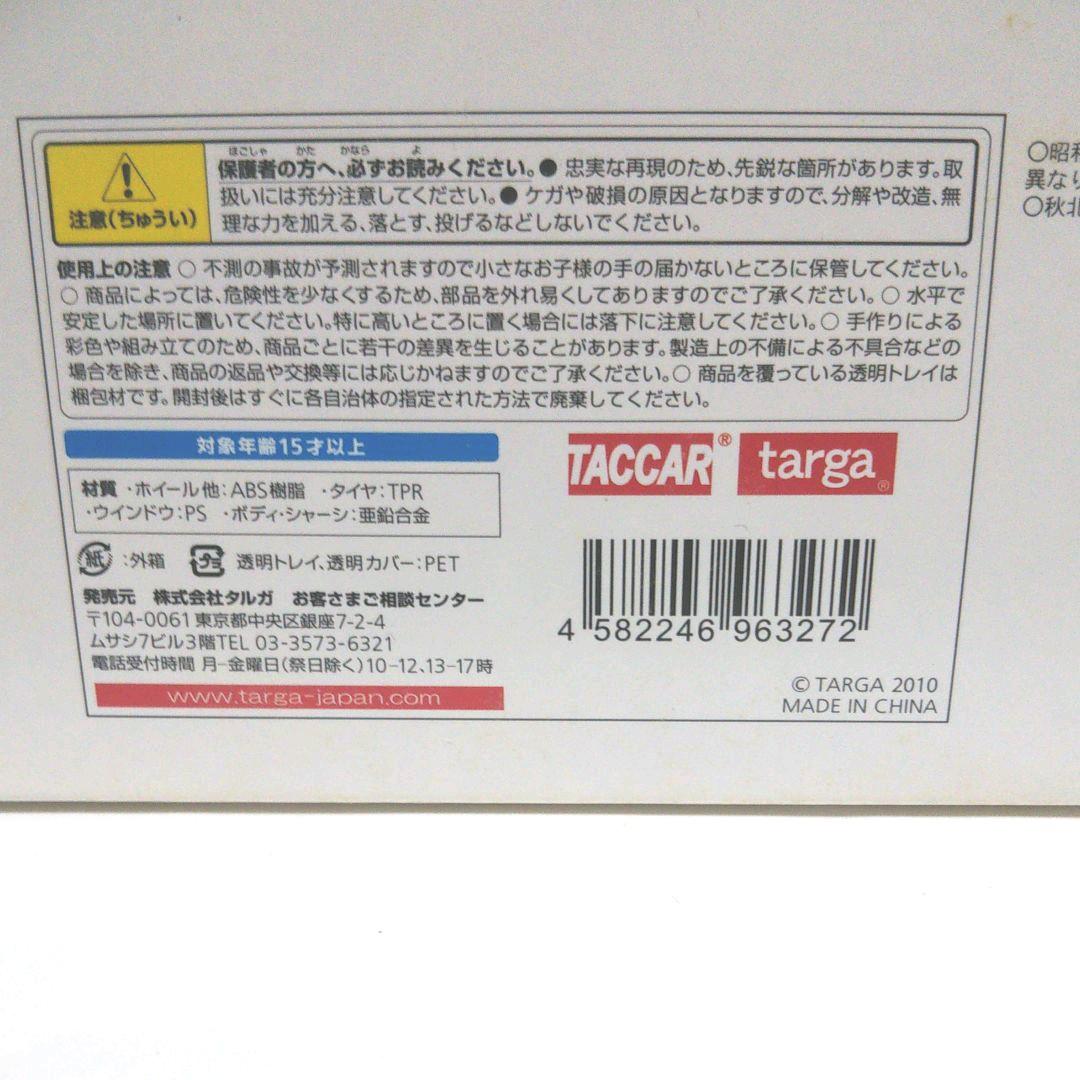 ほごしゃ かた かなら よ
保護者の方へ、必ずお読みください。● 忠実な再現のため、先鋭な箇所があります。取
扱いには充分注意してください。● ケガや破損の原因となりますので、分解や改造、無
理な力を加える、落とす、投げるなどしないでください。
注意(ちゅうい)
使用上の注意 ○ 不測の事故が予測されますので小さなお子様の手の届かないところに保管してください。
○ 商品によっては、危険性を少なくするため、部品を外れ易くしてありますのでご了承ください。○ 水平で
安定した場所に置いてください。特に高いところに置く場合には落下に注意してください。○ 手作りによる
彩色や組み立てのため、商品ごとに若干の差異を生じることがあります。製造上の不備による不具合などの
場合を除き、商品の返品や交換等には応じかねますのでご了承ください。○ 商品を覆っている透明トレイは
梱包材です。開封後はすぐに各自治体の指定された方法で廃棄してください。
対象年齢15才以上
材質 ・ホイール他：ABS樹脂 ・タイヤ：TPR
・ウインドウ：PS ・ボディ・シャーシ：亜鉛合金
紙 ：外箱 プラ 透明トレイ、透明カバー：PET
発売元 株式会社タルガ お客さまご相談センター
〒104-0061 東京都中央区銀座7-2-4
ムサシ7ビル3階TEL 03-3573-6321
電話受付時間 月-金曜日(祭日除く)10-12.13-17時
www.targa-japan.com
TACCAR® targa®
4 582246 963272
© TARGA 2010
MADE IN CHINA
○昭和
異な
○秋北